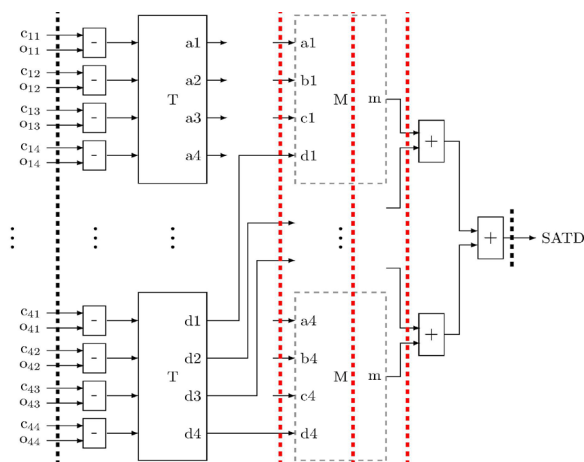 c11
o11
-
a1
a1
c12
o12
-
a2
b1
T
M
m
c13
o13
-
a3
c1
+
c14
o14
-
a4
d1
+
SATD
c41
o41
-
d1
a4
+
c42
o42
-
d2
b4
T
M
m
c43
o43
-
d3
c4
c44
o44
-
d4
d4